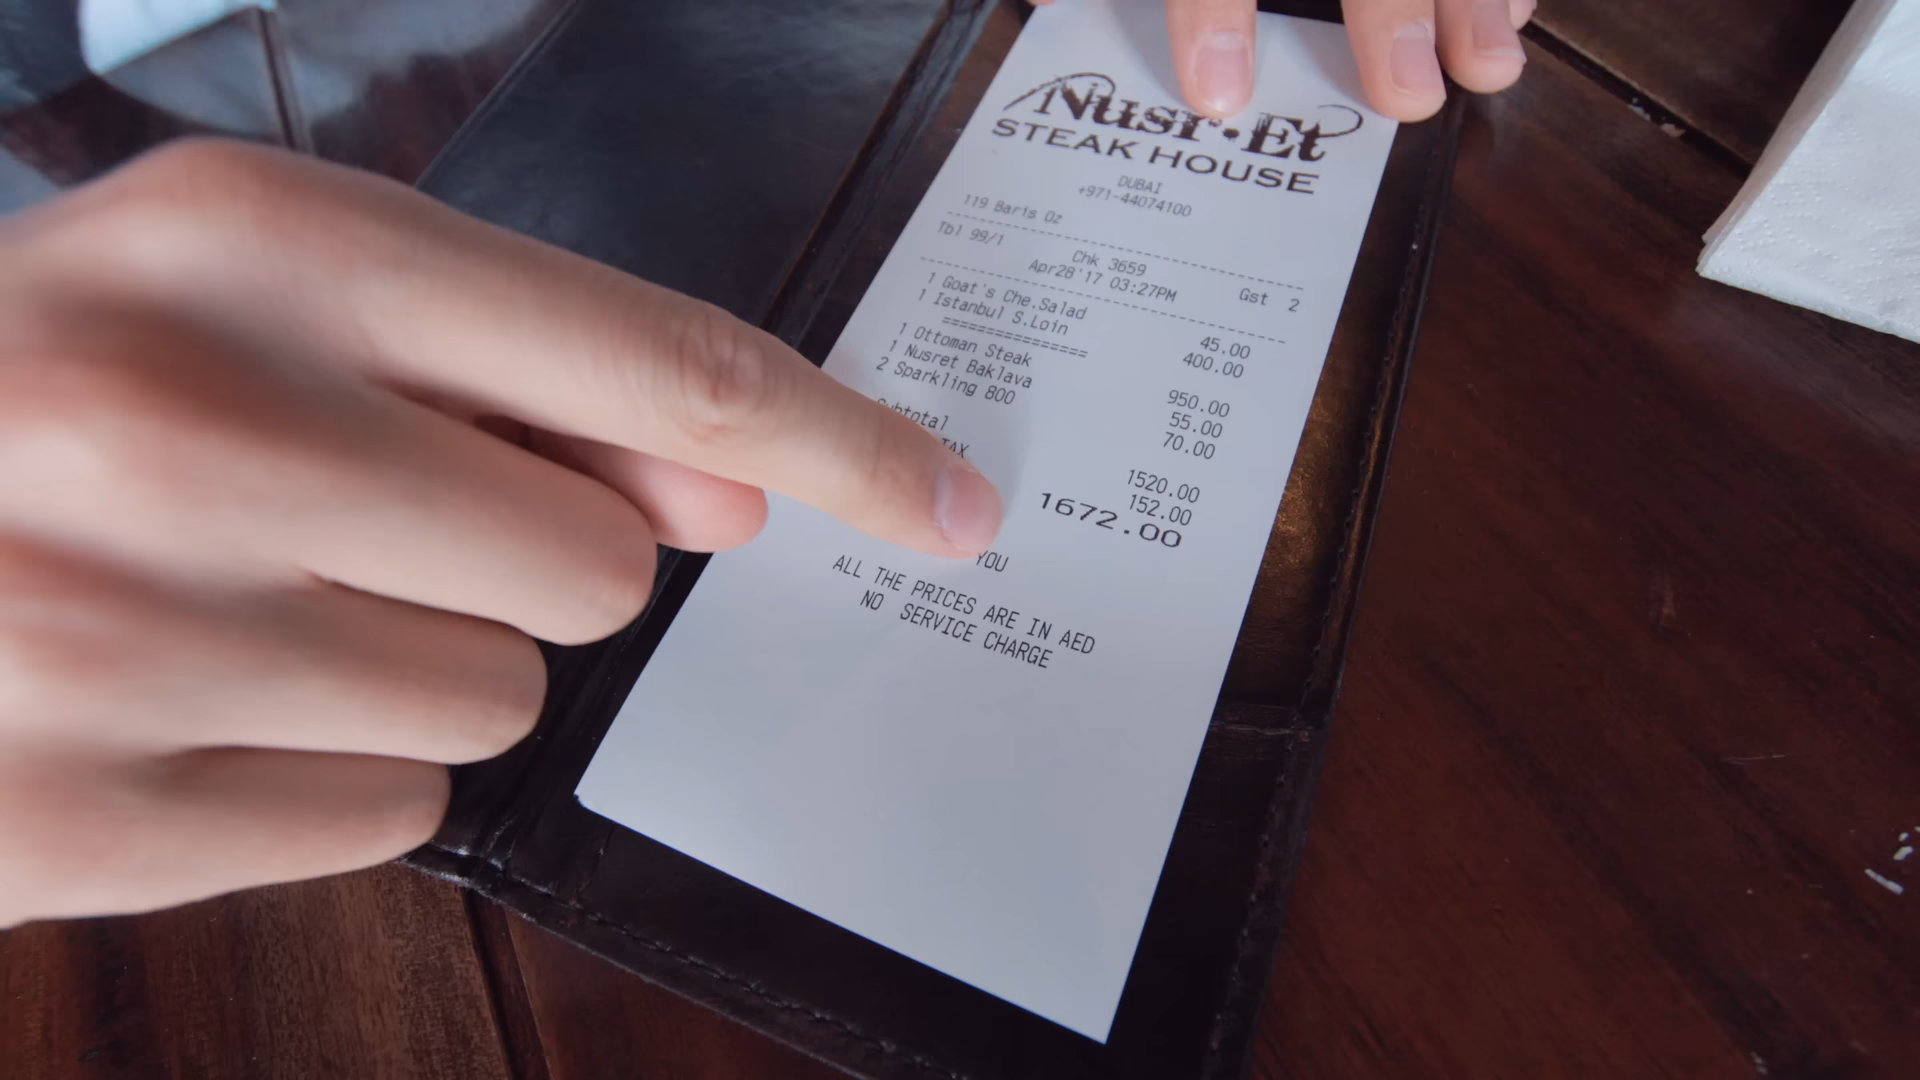 Nusr·Et
STEAK HOUSE
DUBAI
+971-44074100
119 Baris Oz
Tbl 99/1 Chk 3659 Gst 2
Apr28'17 03:27PM
1 Goat's Che.Salad 45.00
1 Istanbul S.Loin 400.00
================
1 Ottoman Steak 950.00
1 Nusret Baklava 55.00
2 Sparkling 800 70.00
Subtotal 1520.00
TAX 152.00
1672.00
YOU
ALL THE PRICES ARE IN AED
NO SERVICE CHARGE